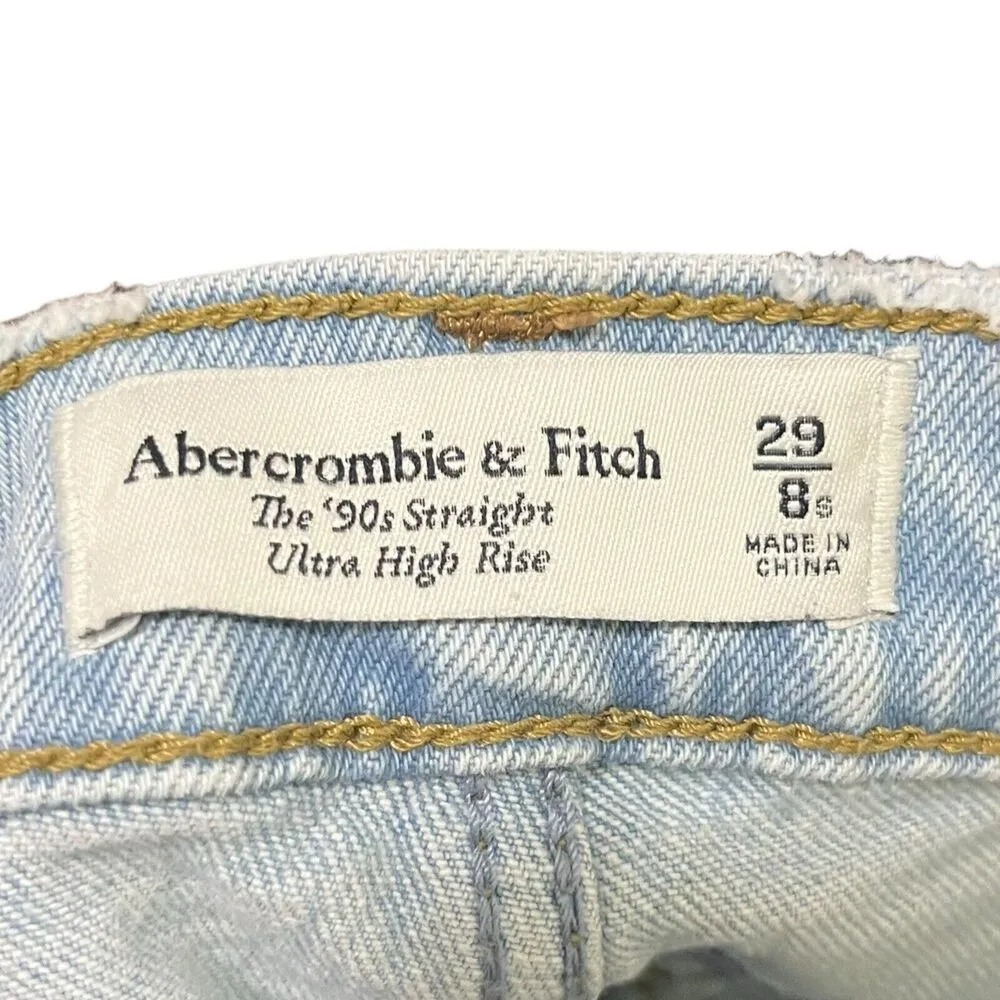 Abercrombie & Fitch
The ‘90s Straight
Ultra High Rise
29
8s
MADE IN
CHINA